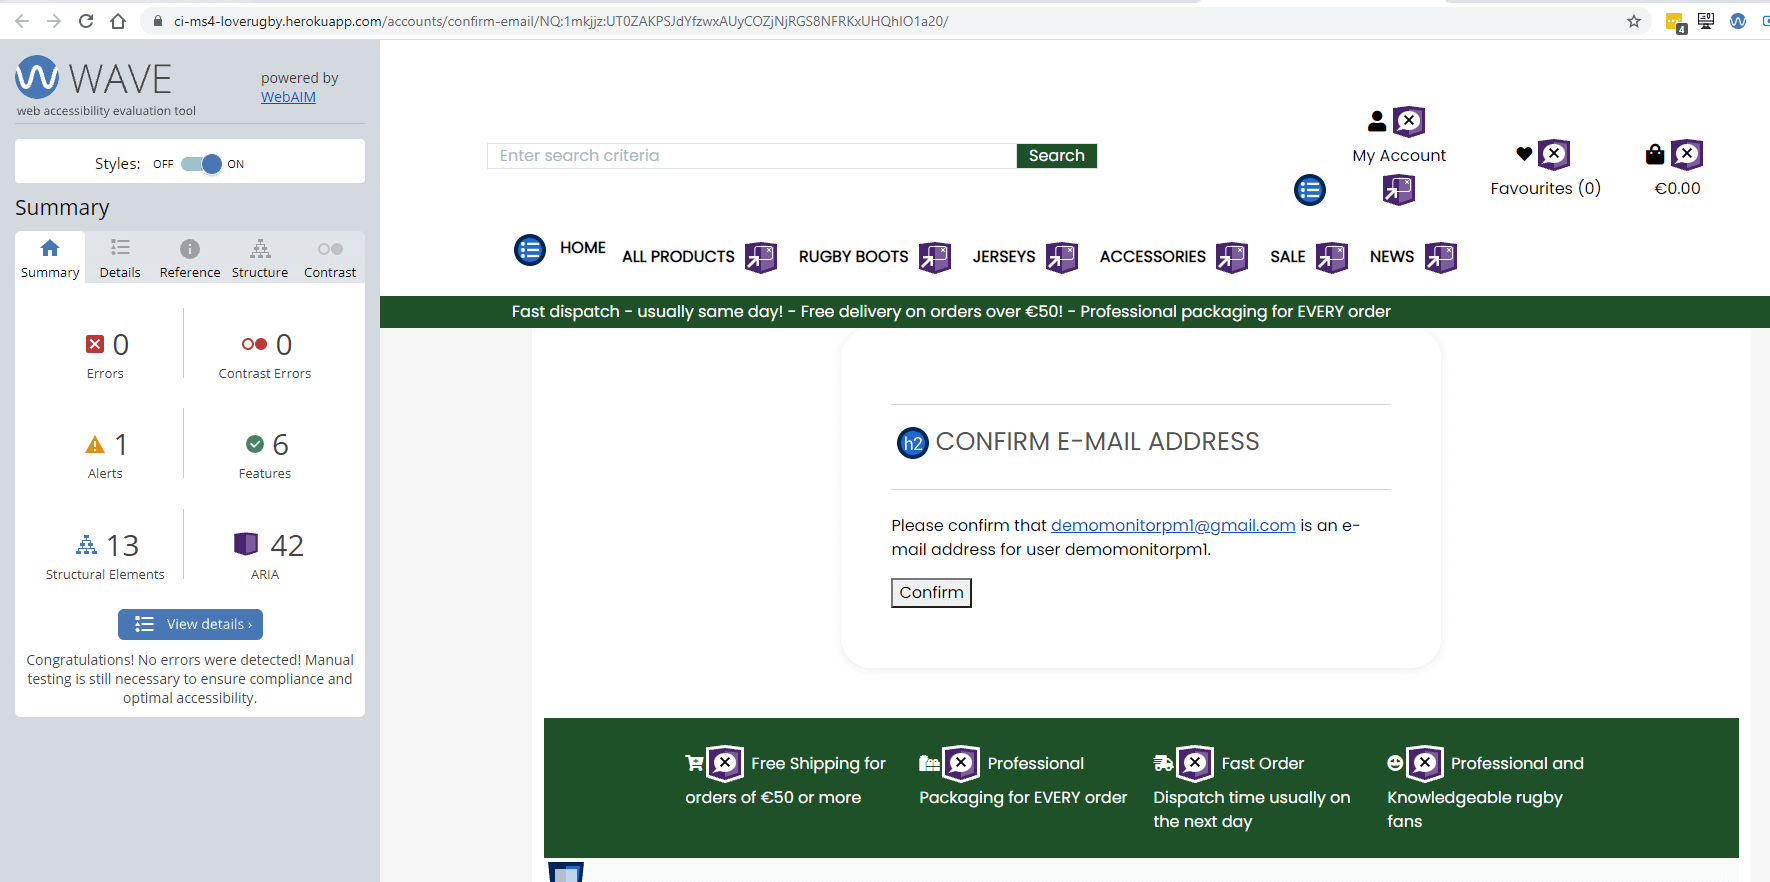 ci-ms4-loverugby.herokuapp.com/accounts/confirm-email/NQ:1mkjjz:UT0ZAKPSJdYfzwxAUyCOZjNjRGS8NFRKxUHQhIO1a20/
4
WAVE
web accessibility evaluation tool
powered by
WebAIM
Styles: OFF ON
Summary
Summary Details Reference Structure Contrast
0 0
Errors Contrast Errors
1 6
Alerts Features
13 42
Structural Elements ARIA
View details ›
Congratulations! No errors were detected! Manual
testing is still necessary to ensure compliance and
optimal accessibility.
Enter search criteria Search
My Account
Favourites (0)
€0.00
HOME ALL PRODUCTS RUGBY BOOTS JERSEYS ACCESSORIES SALE NEWS
Fast dispatch - usually same day! - Free delivery on orders over €50! - Professional packaging for EVERY order
h2 CONFIRM E-MAIL ADDRESS
Please confirm that demomonitorpm1@gmail.com is an e-
mail address for user demomonitorpm1.
Confirm
Free Shipping for
orders of €50 or more
Professional
Packaging for EVERY order
Fast Order
Dispatch time usually on
the next day
Professional and
Knowledgeable rugby
fans